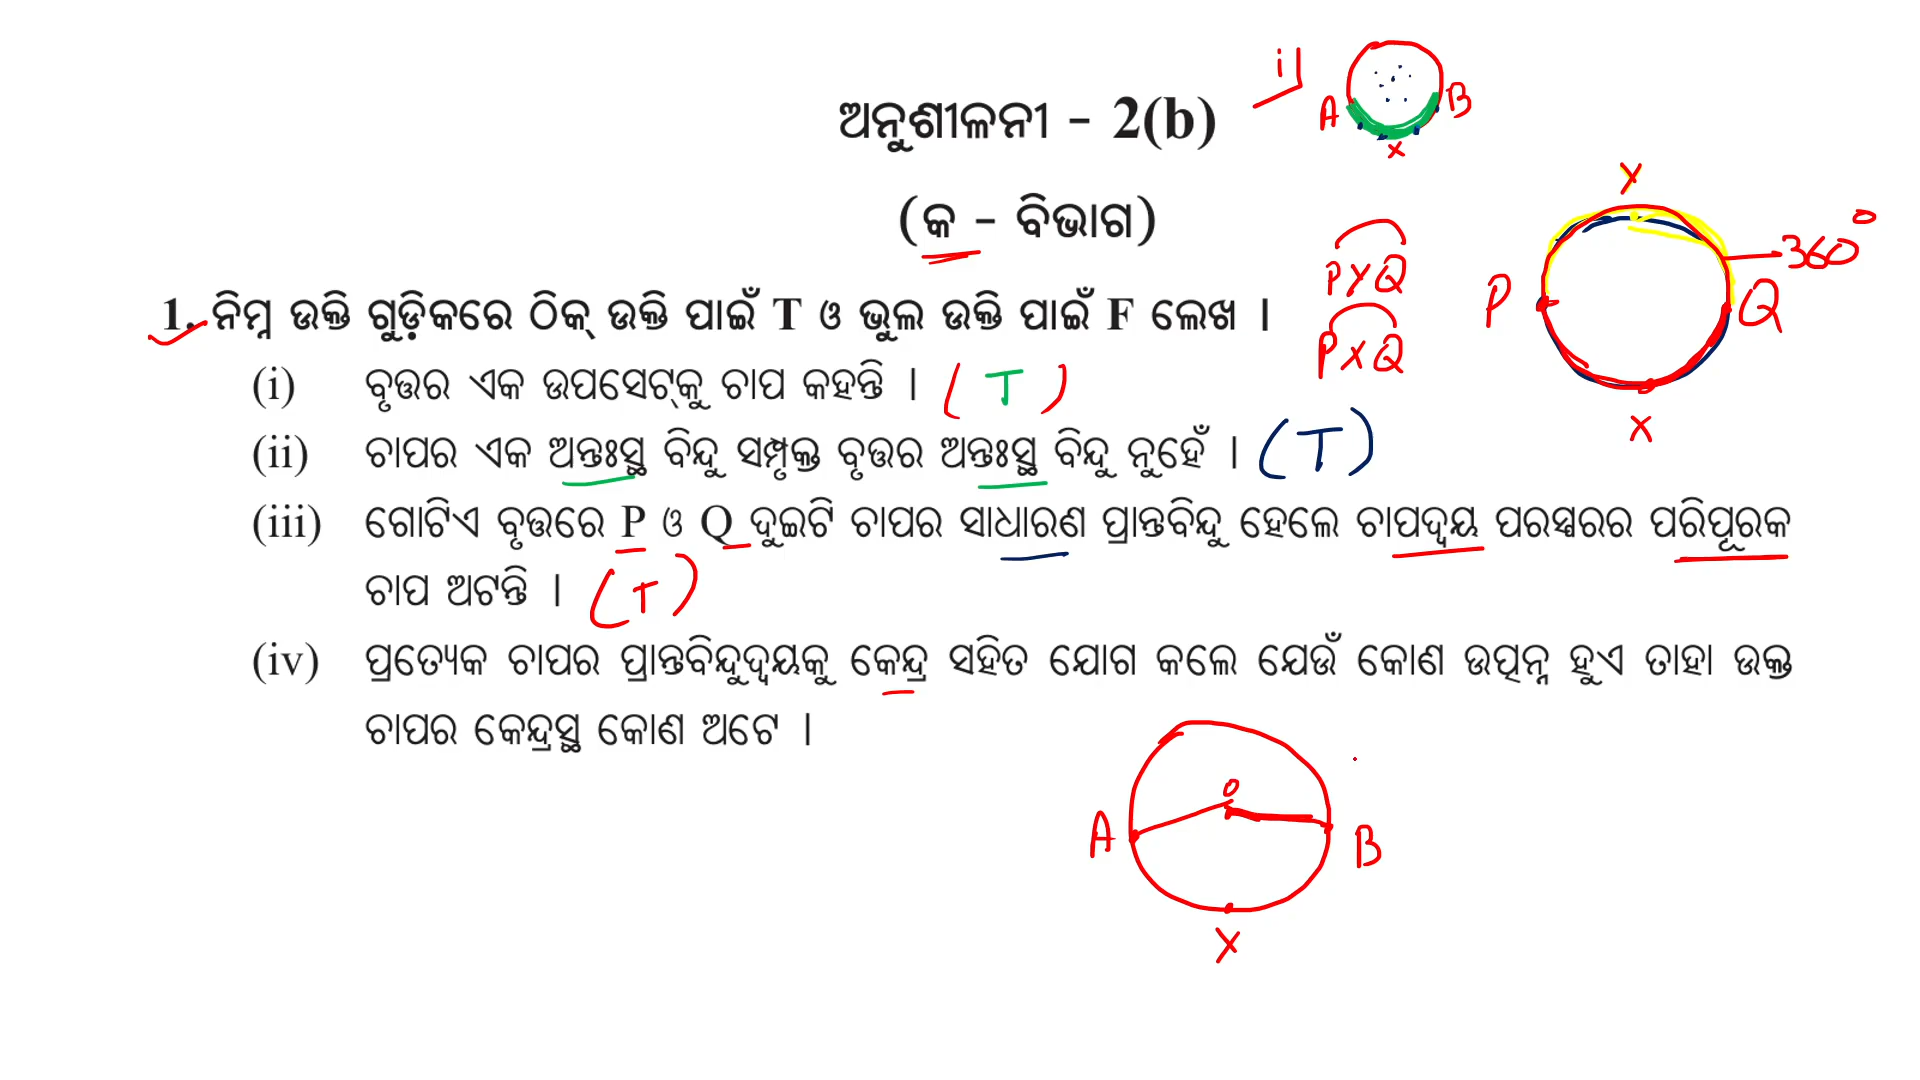 ଅନୁଶୀଳନୀ - 2(b)
(କ - ବିଭାଗ)
i)
A B
x
1. ନିମ୍ନ ଉକ୍ତି ଗୁଡ଼ିକରେ ଠିକ୍ ଉକ୍ତି ପାଇଁ T ଓ ଭୁଲ ଉକ୍ତି ପାଇଁ F ଲେଖ ।
(i) ବୃତ୍ତର ଏକ ଉପସେଟ୍‌କୁ ଚାପ କହନ୍ତି । (T)
(ii) ଚାପର ଏକ ଅନ୍ତଃସ୍ଥ ବିନ୍ଦୁ ସମ୍ପୃକ୍ତ ବୃତ୍ତର ଅନ୍ତଃସ୍ଥ ବିନ୍ଦୁ ନୁହେଁ । (T)
(iii) ଗୋଟିଏ ବୃତ୍ତରେ P ଓ Q ଦୁଇଟି ଚାପର ସାଧାରଣ ପ୍ରାନ୍ତବିନ୍ଦୁ ହେଲେ ଚାପଦ୍ୱୟ ପରସ୍ପରର ପରିପୂରକ
ଚାପ ଅଟନ୍ତି । (T)
(iv) ପ୍ରତ୍ୟେକ ଚାପର ପ୍ରାନ୍ତବିନ୍ଦୁଦ୍ୱୟକୁ କେନ୍ଦ୍ର ସହିତ ଯୋଗ କଲେ ଯେଉଁ କୋଣ ଉତ୍ପନ୍ନ ହୁଏ ତାହା ଉକ୍ତ
ଚାପର କେନ୍ଦ୍ରସ୍ଥ କୋଣ ଅଟେ ।
PYQ
PXQ
Y
P Q 360°
X
O
A B
X